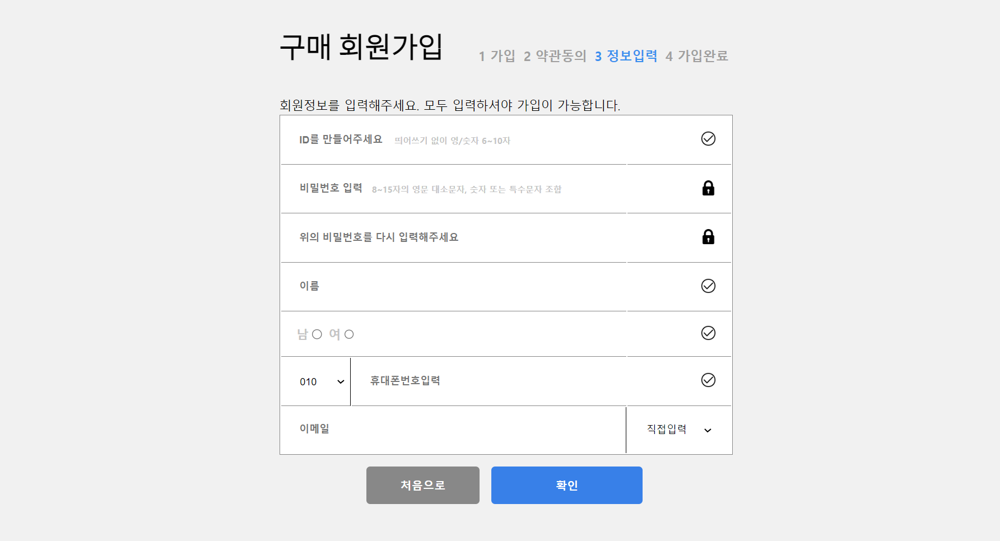 구매 회원가입
1 가입 2 약관동의 3 정보입력 4 가입완료
회원정보를 입력해주세요. 모두 입력하셔야 가입이 가능합니다.
ID를 만들어주세요 띄어쓰기 없이 영/숫자 6~10자
비밀번호 입력 8~15자의 영문 대소문자, 숫자 또는 특수문자 조합
위의 비밀번호를 다시 입력해주세요
이름
남 여
010 휴대폰번호입력
이메일 직접입력
처음으로 확인